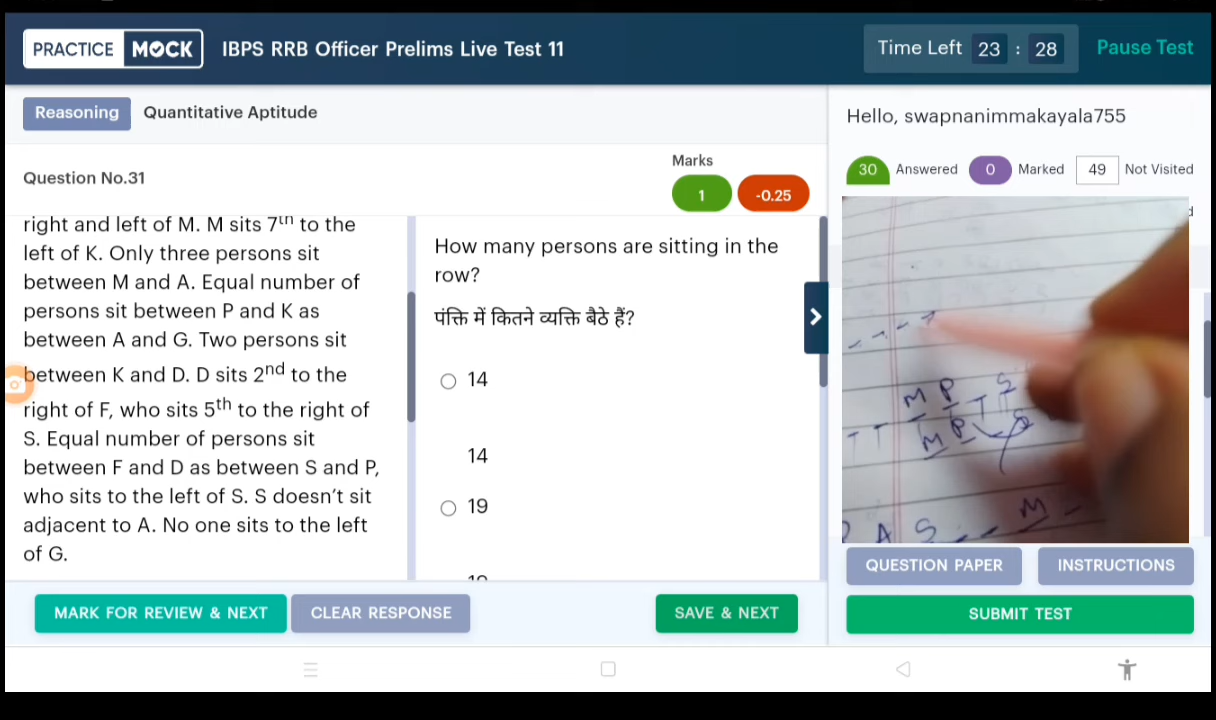 PRACTICE MOCK IBPS RRB Officer Prelims Live Test 11 Time Left 23 : 28 Pause Test
Reasoning Quantitative Aptitude
Hello, swapnanimmakayala755
Question No.31
Marks
1 -0.25
30 Answered 0 Marked 49 Not Visited
right and left of M. M sits 7th to the
left of K. Only three persons sit
between M and A. Equal number of
persons sit between P and K as
between A and G. Two persons sit
between K and D. D sits 2nd to the
right of F, who sits 5th to the right of
S. Equal number of persons sit
between F and D as between S and P,
who sits to the left of S. S doesn't sit
adjacent to A. No one sits to the left
of G.
How many persons are sitting in the
row?
पंक्ति में कितने व्यक्ति बैठे हैं?
14
14
19
M P S
M P
A S M
QUESTION PAPER INSTRUCTIONS
MARK FOR REVIEW & NEXT CLEAR RESPONSE SAVE & NEXT
SUBMIT TEST